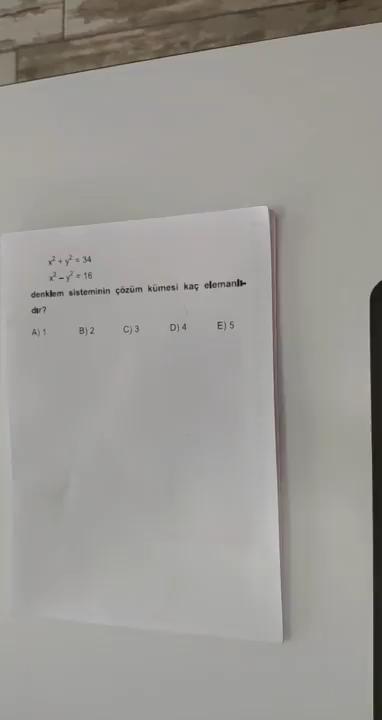 x² + y² = 34
x² – y² = 16
denklem sisteminin çözüm kümesi kaç elemanlı-
dır?
A) 1 B) 2 C) 3 D) 4 E) 5